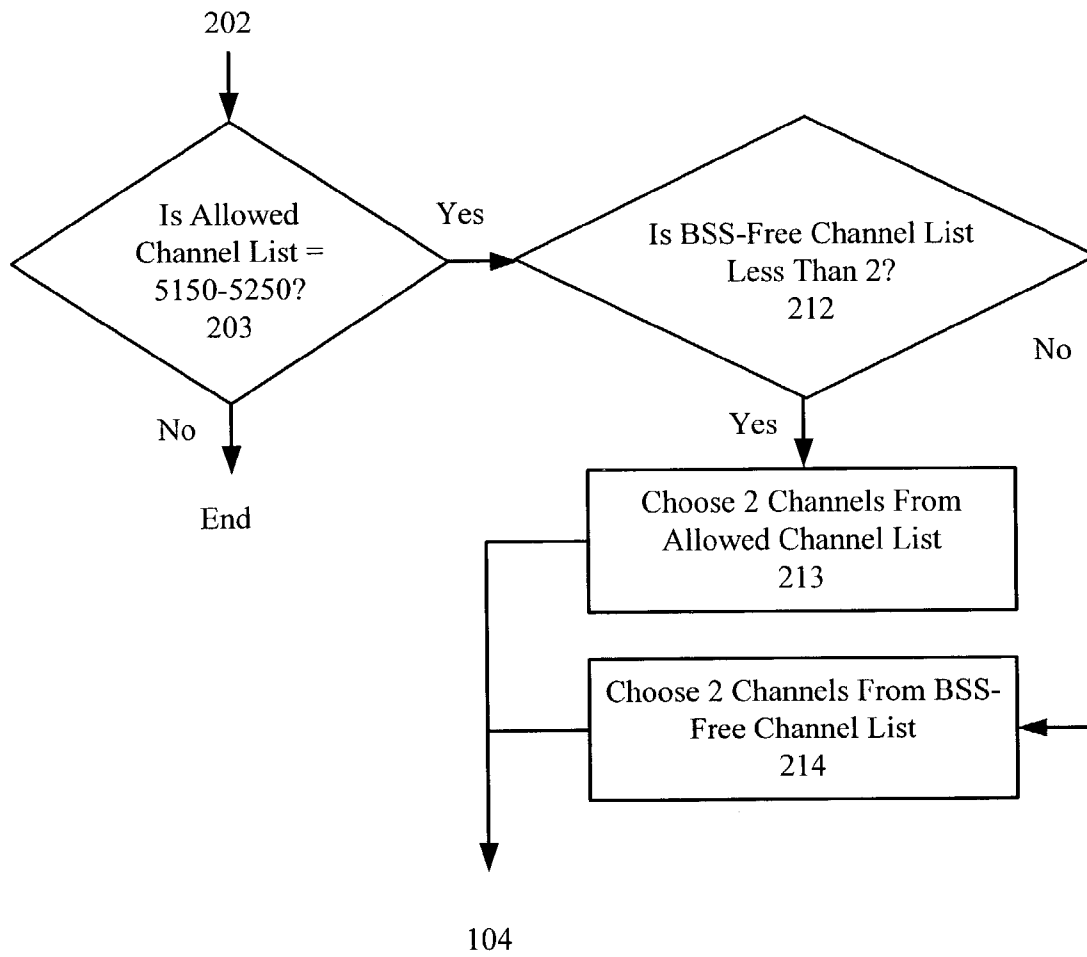 202
Is Allowed
Channel List =
5150-5250?
203
Yes
No
End
Is BSS-Free Channel List
Less Than 2?
212
No
Yes
Choose 2 Channels From
Allowed Channel List
213
Choose 2 Channels From BSS-
Free Channel List
214
104